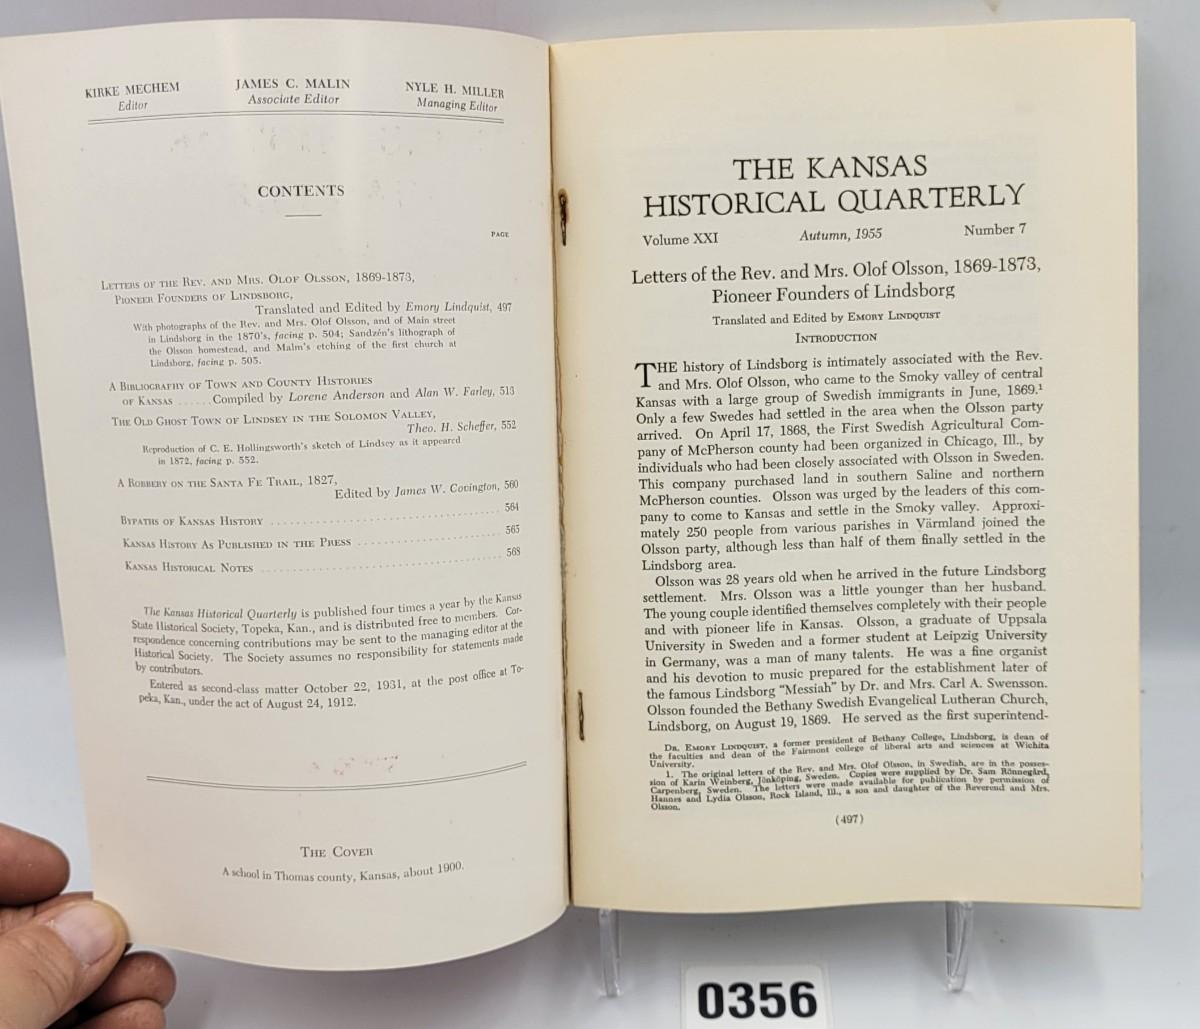 KIRKE MECHEM JAMES C. MALIN NYLE H. MILLER
Editor Associate Editor Managing Editor
CONTENTS
PAGE
LETTERS OF THE REV. AND MRS. OLOF OLSSON, 1869-1873,
PIONEER FOUNDERS OF LINDSBORG,
Translated and Edited by Emory Lindquist, 497
With photographs of the Rev. and Mrs. Olof Olsson, and of Main street
in Lindsborg in the 1870's, facing p. 504; Sandzén's lithograph of
the Olsson homestead, and Malm's etching of the first church at
Lindsborg, facing p. 505.
A BIBLIOGRAPHY OF TOWN AND COUNTY HISTORIES
OF KANSAS ......Compiled by Lorene Anderson and Alan W. Farley, 513
THE OLD GHOST TOWN OF LINDSEY IN THE SOLOMON VALLEY,
Theo. H. Scheffer, 552
Reproduction of C. E. Hollingsworth's sketch of Lindsey as it appeared
in 1872, facing p. 552.
A ROBBERY ON THE SANTA FE TRAIL, 1827,
Edited by James W. Covington, 560
BYPATHS OF KANSAS HISTORY ........ 564
KANSAS HISTORY AS PUBLISHED IN THE PRESS ........ 565
KANSAS HISTORICAL NOTES ........ 568
The Kansas Historical Quarterly is published four times a year by the Kansas
State Historical Society, Topeka, Kan., and is distributed free to members. Cor-
respondence concerning contributions may be sent to the managing editor at the
Historical Society. The Society assumes no responsibility for statements made
by contributors.
Entered as second-class matter October 22, 1931, at the post office at To-
peka, Kan., under the act of August 24, 1912.
THE COVER
A school in Thomas county, Kansas, about 1900.
THE KANSAS
HISTORICAL QUARTERLY
Volume XXI Autumn, 1955 Number 7
Letters of the Rev. and Mrs. Olof Olsson, 1869-1873,
Pioneer Founders of Lindsborg
Translated and Edited by EMORY LINDQUIST
INTRODUCTION
THE history of Lindsborg is intimately associated with the Rev.
and Mrs. Olof Olsson, who came to the Smoky valley of central
Kansas with a large group of Swedish immigrants in June, 1869.1
Only a few Swedes had settled in the area when the Olsson party
arrived. On April 17, 1868, the First Swedish Agricultural Com-
pany of McPherson county had been organized in Chicago, Ill., by
individuals who had been closely associated with Olsson in Sweden.
This company purchased land in southern Saline and northern
McPherson counties. Olsson was urged by the leaders of this com-
pany to come to Kansas and settle in the Smoky valley. Approxi-
mately 250 people from various parishes in Värmland joined the
Olsson party, although less than half of them finally settled in the
Lindsborg area.
Olsson was 28 years old when he arrived in the future Lindsborg
settlement. Mrs. Olsson was a little younger than her husband.
The young couple identified themselves completely with their people
and with pioneer life in Kansas. Olsson, a graduate of Uppsala
University in Sweden and a former student at Leipzig University
in Germany, was a man of many talents. He was a fine organist
and his devotion to music prepared for the establishment later of
the famous Lindsborg "Messiah" by Dr. and Mrs. Carl A. Swensson.
Olsson founded the Bethany Swedish Evangelical Lutheran Church,
Lindsborg, on August 19, 1869. He served as the first superintend-
DR. EMORY LINDQUIST, a former president of Bethany College, Lindsborg, is dean of
the faculties and dean of the Fairmont college of liberal arts and sciences at Wichita
University.
1. The original letters of the Rev. and Mrs. Olof Olsson, in Swedish, are in the posses-
sion of Karin Weinberg, Jönköping, Sweden. Copies were supplied by Dr. Sam Rönnegård,
Carpenberg, Sweden. The letters were made available for publication by permission of
Hannes and Lydia Olsson, Rock Island, Ill., a son and daughter of the Reverend and Mrs.
Olsson.
(497)
0356